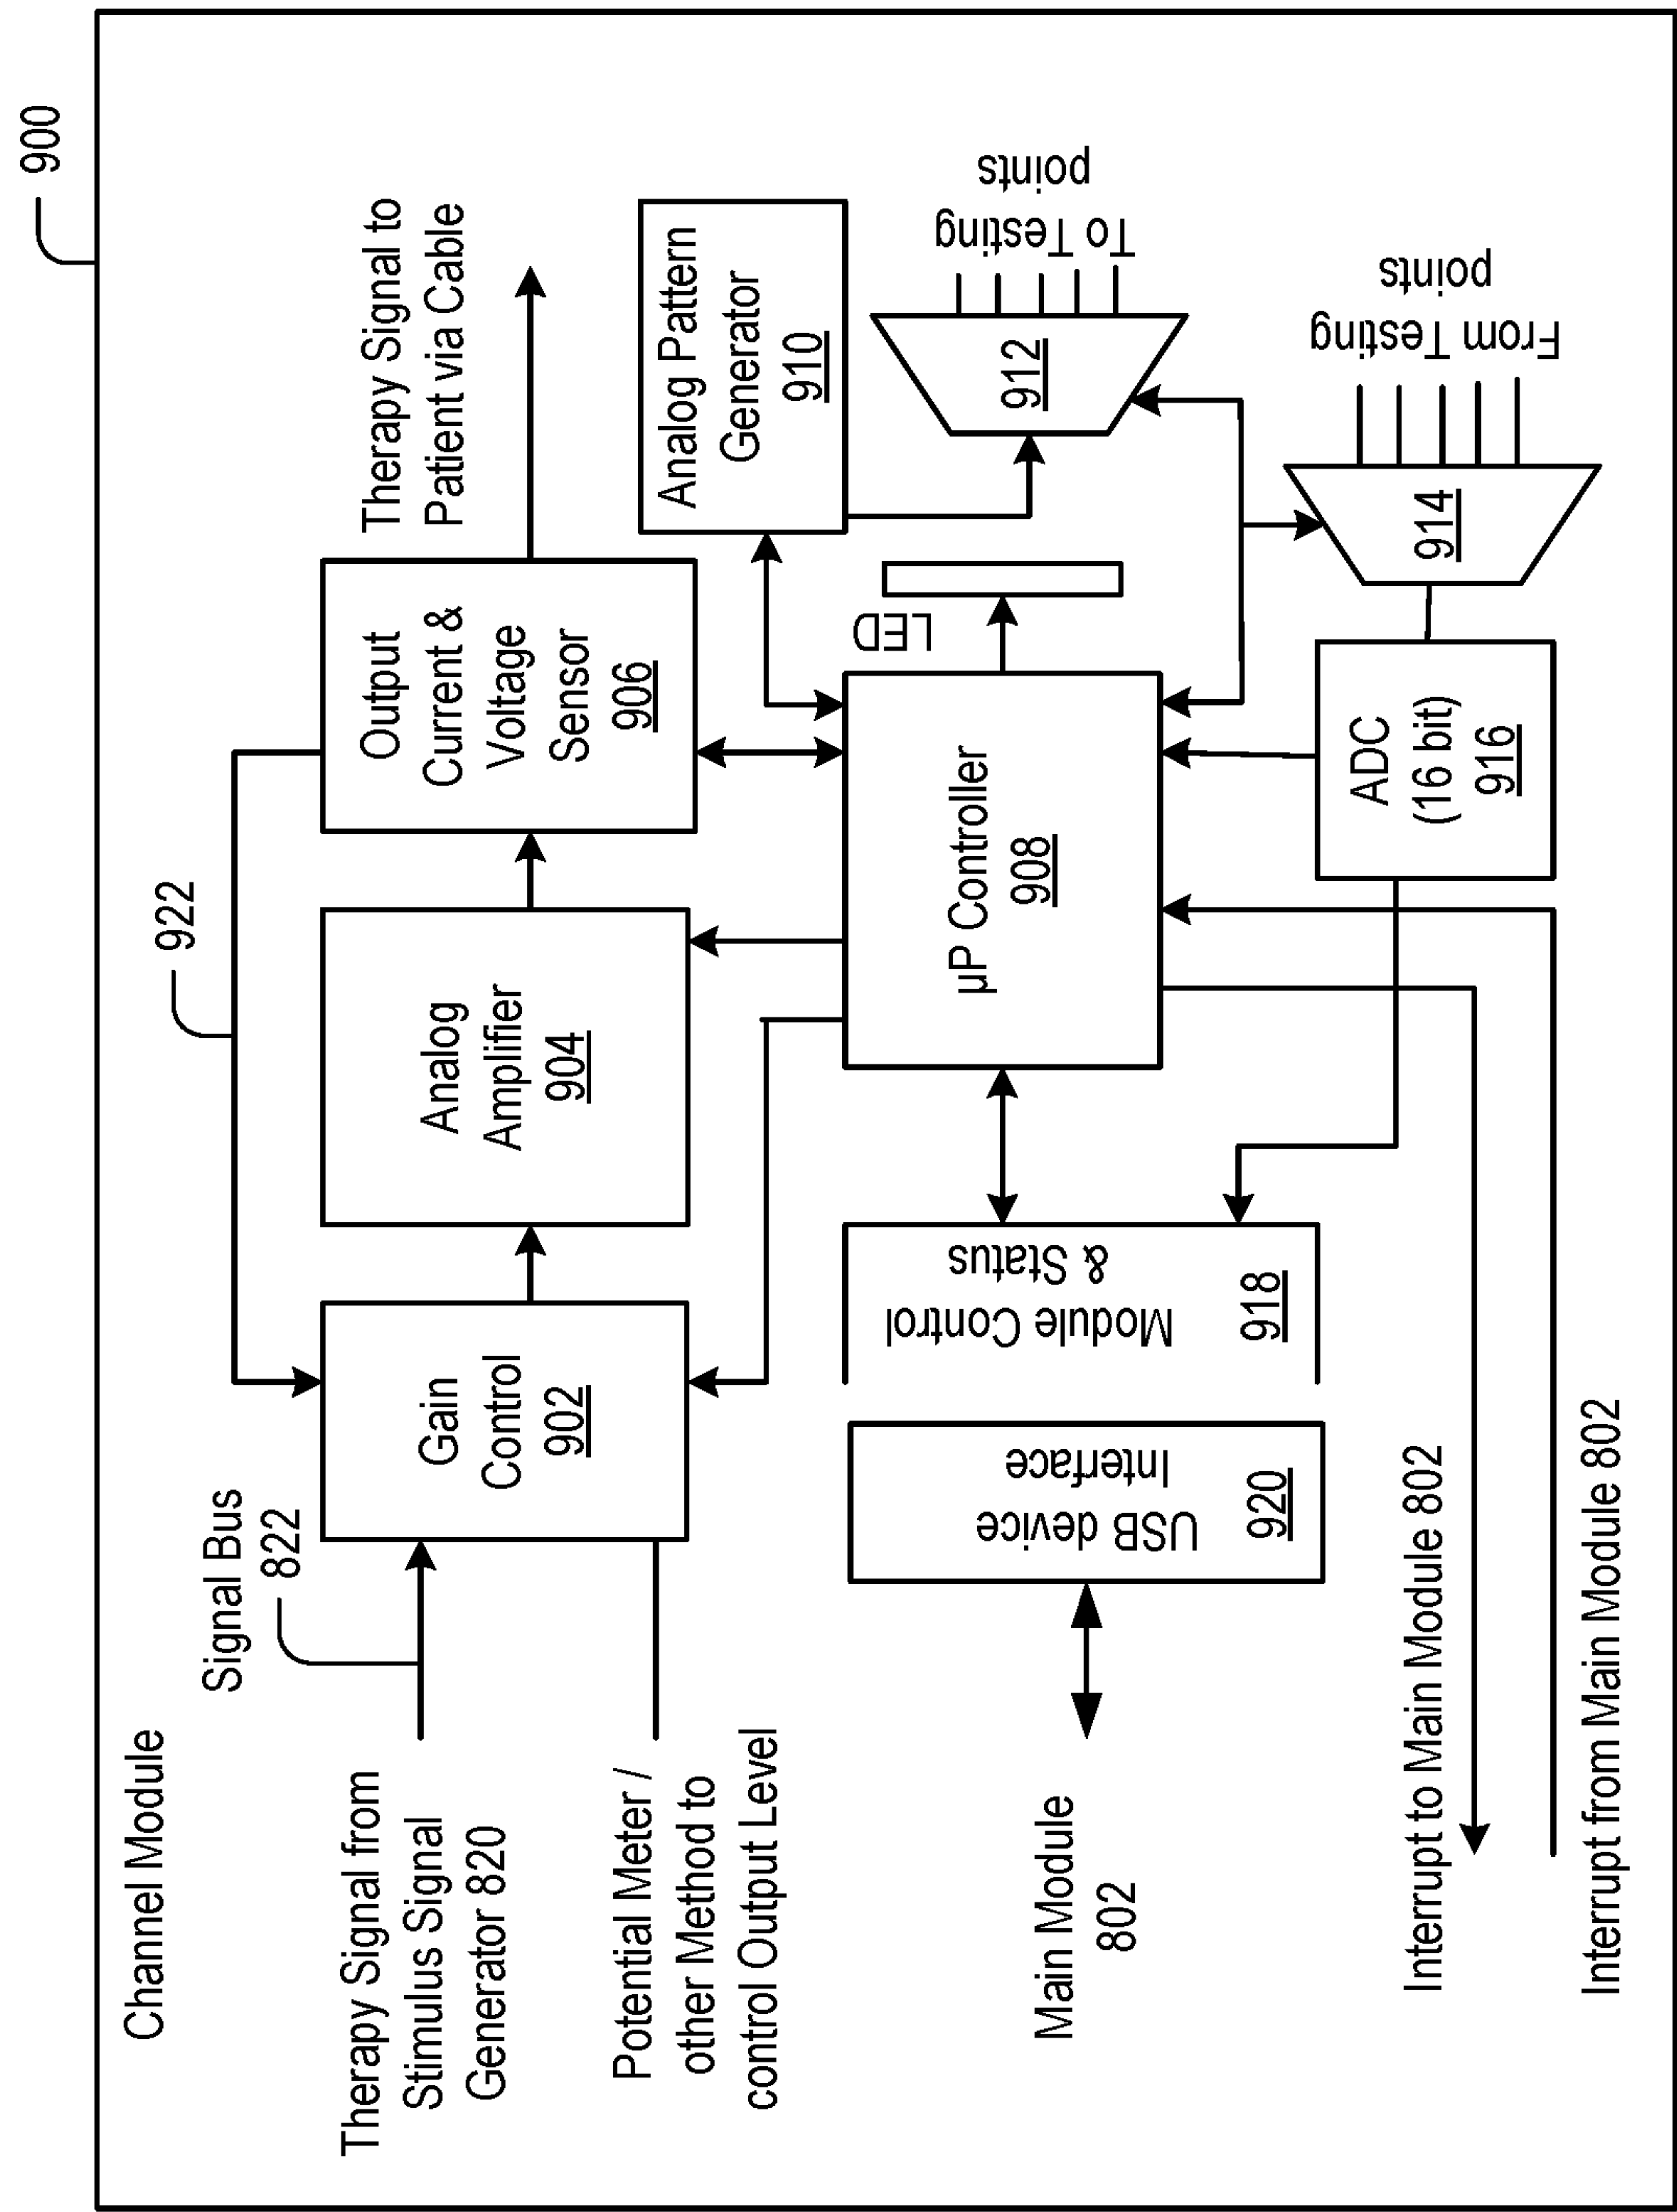 900
Channel Module
Signal Bus
822
922
Therapy Signal from
Stimulus Signal
Generator 820
Potential Meter /
other Method to
control Output Level
Gain
Control
902
Analog
Amplifier
904
Output
Current &
Voltage
Sensor
906
Therapy Signal to
Patient via Cable
Analog Pattern
Generator
910
Main Module
802
USB device
Interface
920
Module Control
& Status
918
µP Controller
908
LED
912
To Testing
points
ADC
(16 bit)
916
914
From Testing
points
Interrupt to Main Module 802
Interrupt from Main Module 802